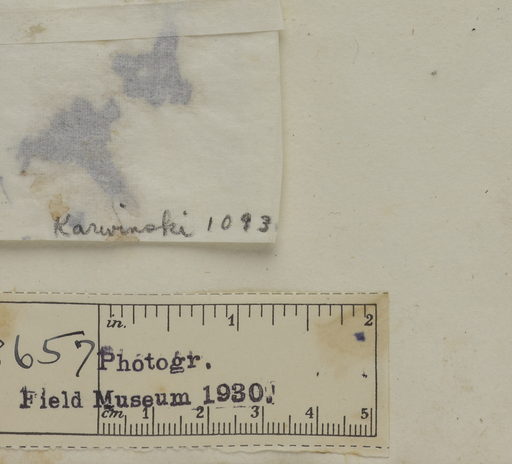 Karwinski 1093
in. 1 2
657 Photogr.
Field Museum 1930.
cm. 1 2 3 4 5